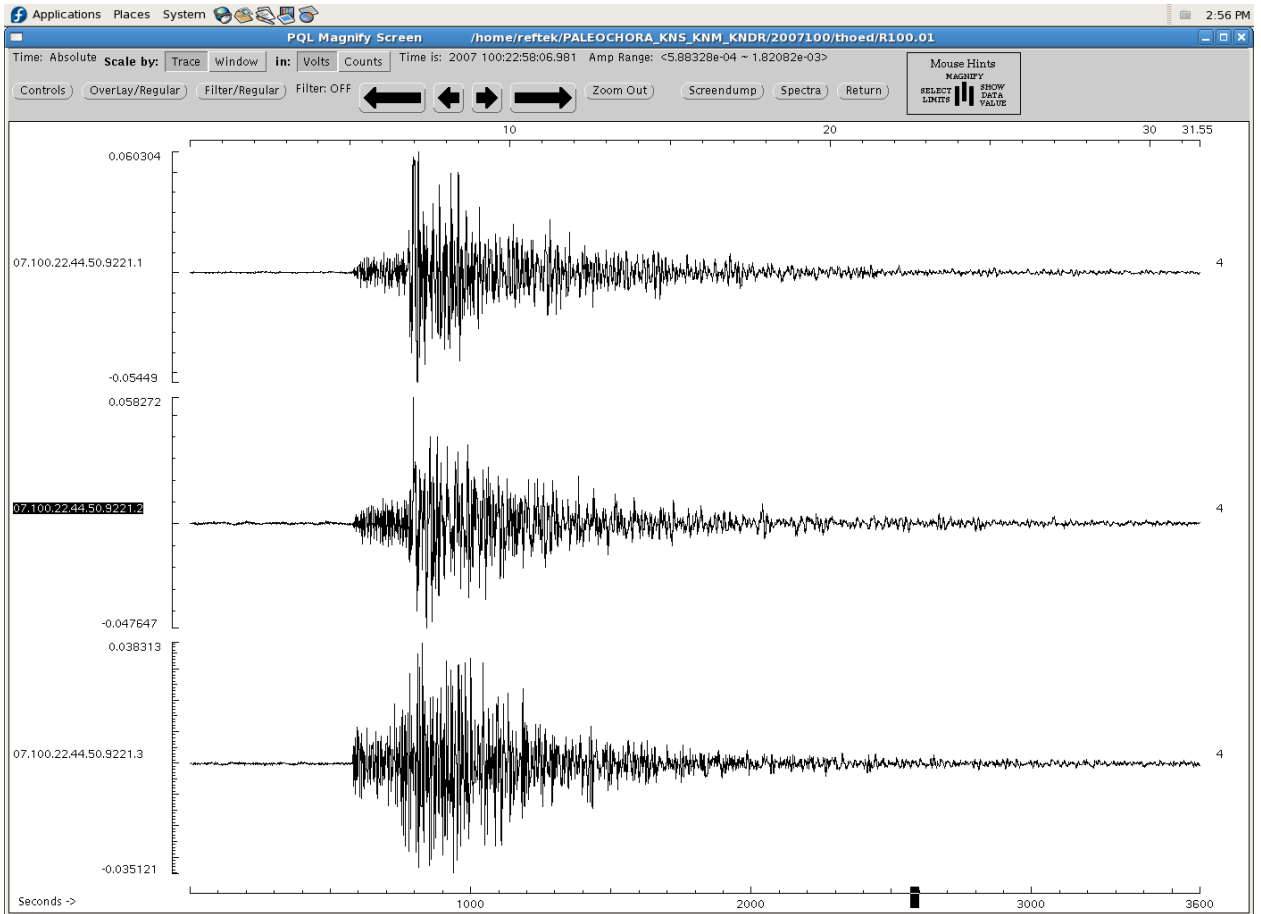 Applications Places System 2:56 PM
PQL Magnify Screen /home/reftek/PALEOCHORA_KNS_KNM_KNDR/2007100/thoed/R100.01
Time: Absolute Scale by: Trace Window in: Volts Counts Time is: 2007 100:22:58:06.981 Amp Range: <5.88328e-04 ~ 1.82082e-03>
Controls OverLay/Regular Filter/Regular Filter: OFF Zoom Out Screendump Spectra Return
Mouse Hints
MAGNIFY
SELECT LIMITS
SHOW DATA VALUE
10 20 30 31.55
0.060304
07.100.22.44.50.9221.1 4
-0.05449
0.058272
07.100.22.44.50.9221.2 4
-0.047647
0.038313
07.100.22.44.50.9221.3 4
-0.035121
Seconds -> 1000 2000 3000 3600